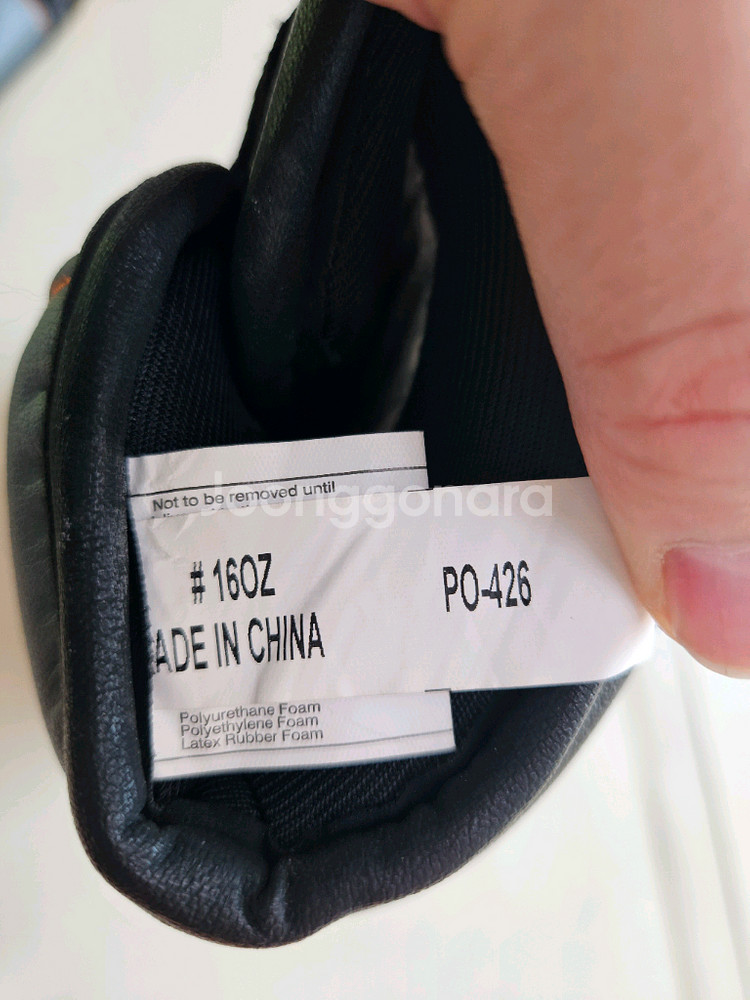 Not to be removed until
joonggonara
# 16OZ
PO-426
ADE IN CHINA
Polyurethane Foam
Polyethylene Foam
Latex Rubber Foam